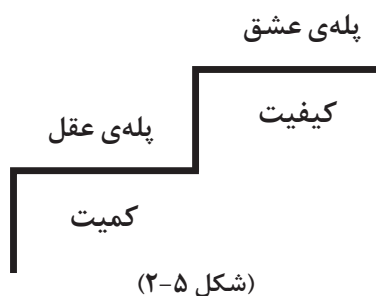 پله‌ی عشق
کیفیت
پله‌ی عقل
کمیت
(شکل ۵-۲)